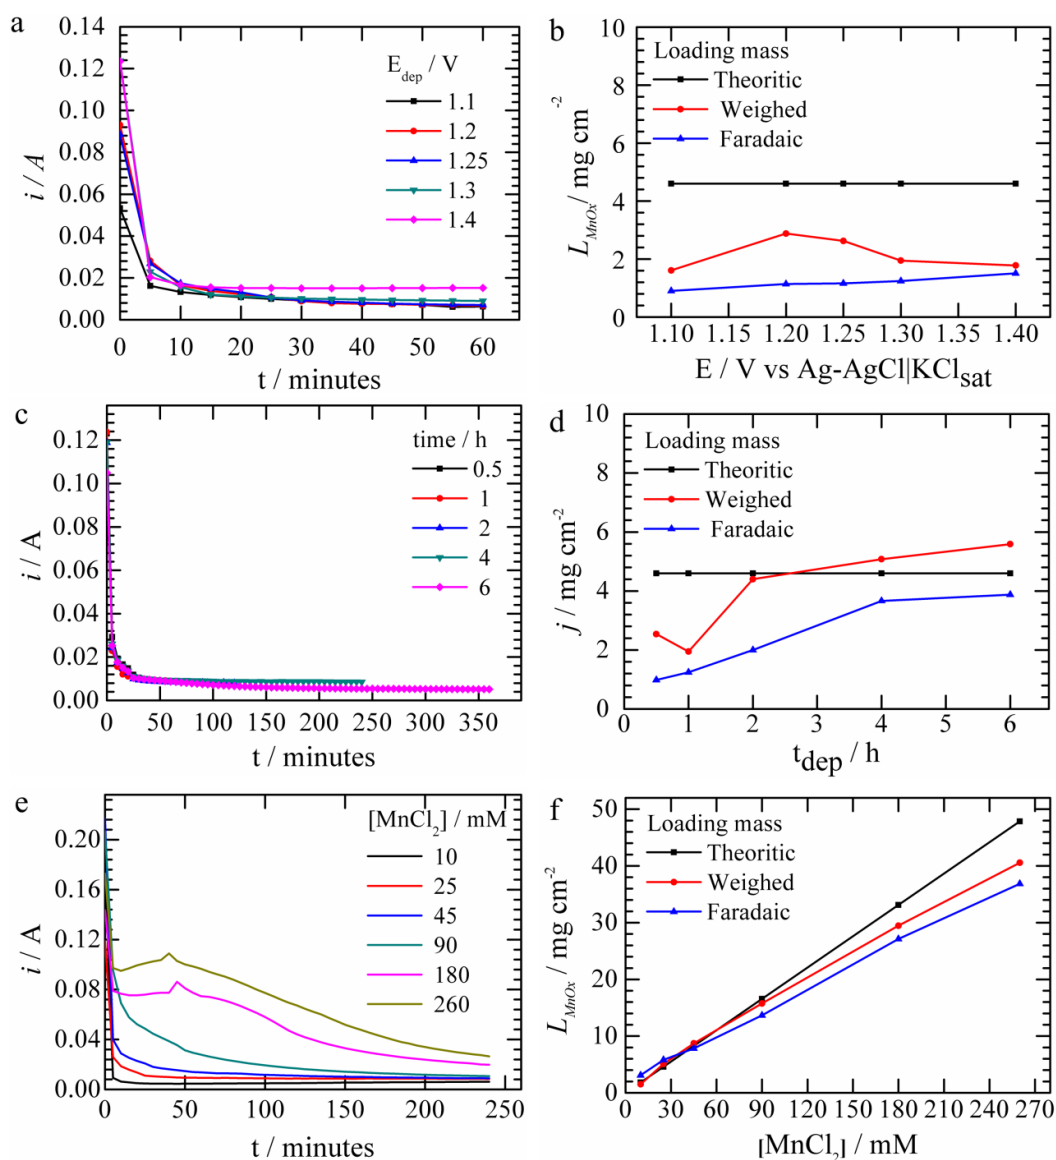 a
0.14
0.12
0.10
0.08
0.06
0.04
0.02
0.00
i / A
E_dep / V
1.1
1.2
1.25
1.3
1.4
0 10 20 30 40 50 60
t / minutes
b
10
8
6
4
2
0
L_MnOx / mg cm^-2
Loading mass
Theoritic
Weighed
Faradaic
1.10 1.15 1.20 1.25 1.30 1.35 1.40
E / V vs Ag-AgCl|KCl_sat
c
0.12
0.10
0.08
0.06
0.04
0.02
0.00
i / A
time / h
0.5
1
2
4
6
0 50 100 150 200 250 300 350
t / minutes
d
10
8
6
4
2
0
j / mg cm^-2
Loading mass
Theoritic
Weighed
Faradaic
0 1 2 3 4 5 6
t_dep / h
e
0.20
0.16
0.12
0.08
0.04
0.00
i / A
[MnCl_2] / mM
10
25
45
90
180
260
0 50 100 150 200 250
t / minutes
f
50
40
30
20
10
0
L_MnOx / mg cm^-2
Loading mass
Theoritic
Weighed
Faradaic
0 30 60 90 120 150 180 210 240 270
[MnCl_2] / mM